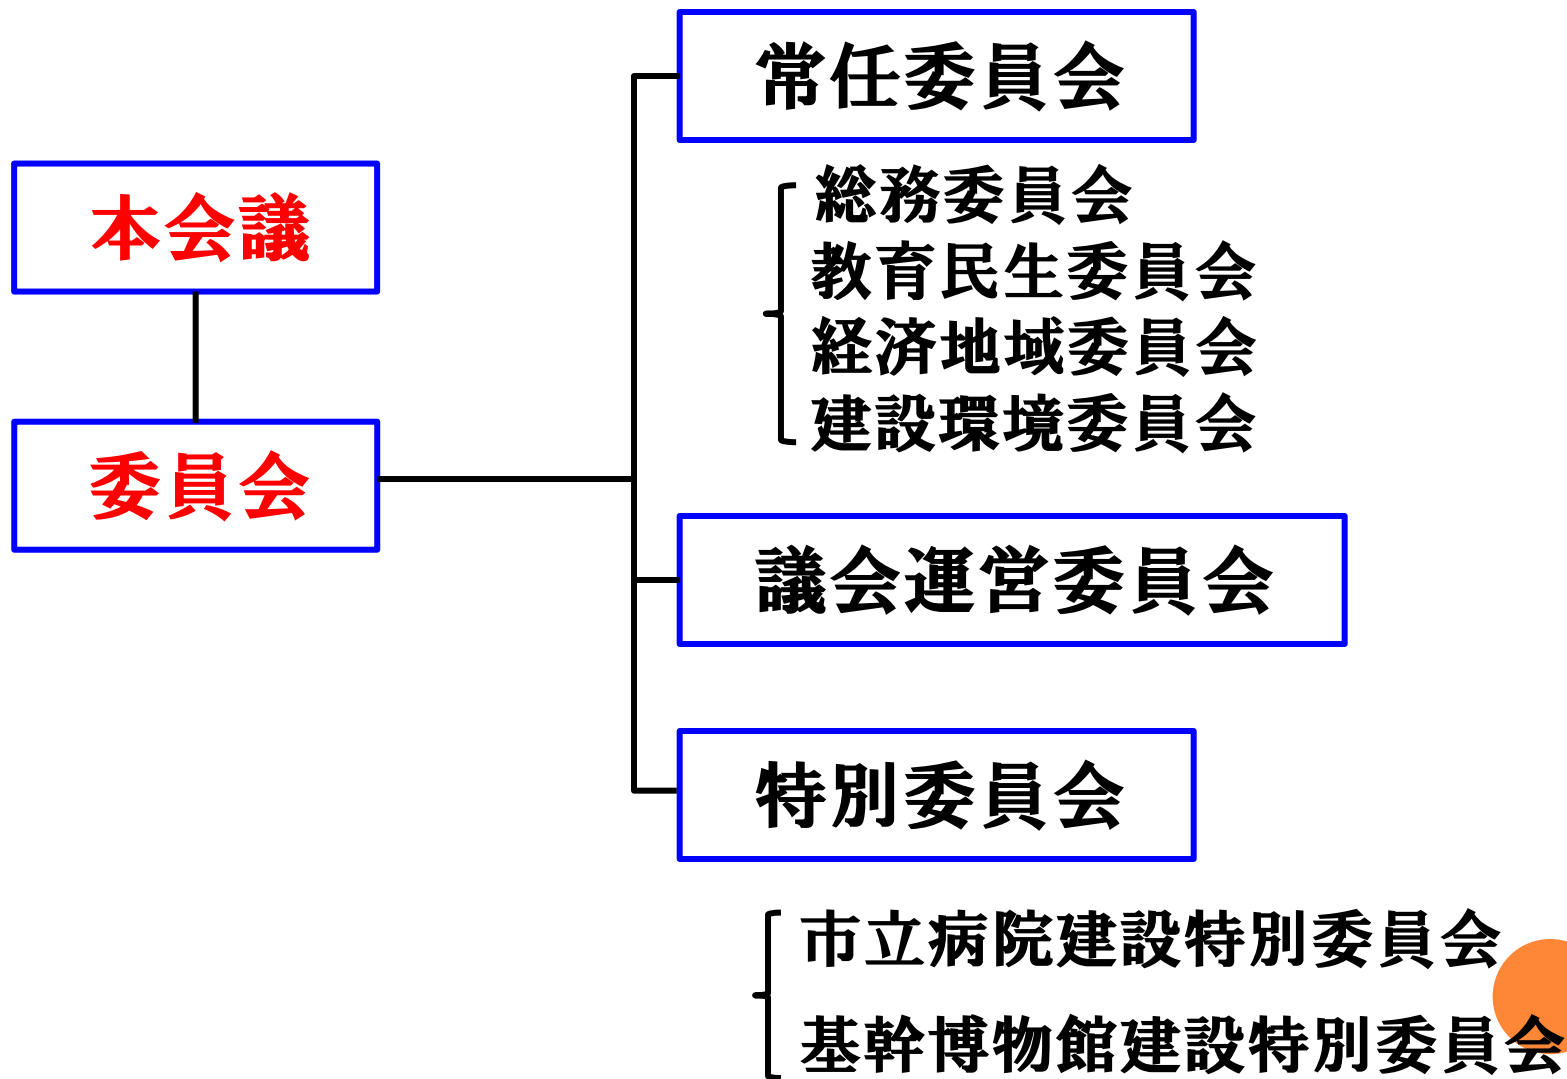 本会議
委員会
常任委員会
総務委員会
教育民生委員会
経済地域委員会
建設環境委員会
議会運営委員会
特別委員会
市立病院建設特別委員会
基幹博物館建設特別委員会